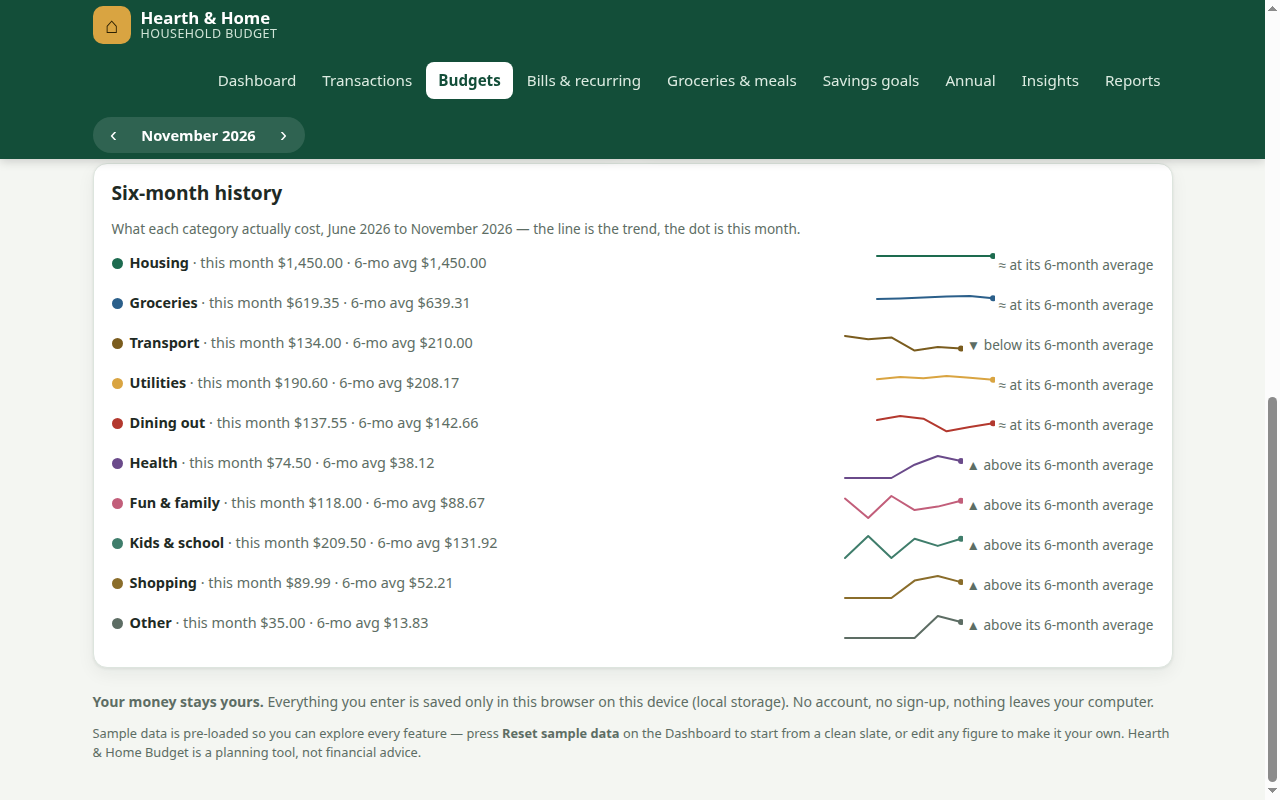 Hearth & Home
HOUSEHOLD BUDGET
Dashboard Transactions Budgets Bills & recurring Groceries & meals Savings goals Annual Insights Reports
‹ November 2026 ›
Six-month history
What each category actually cost, June 2026 to November 2026 — the line is the trend, the dot is this month.
Housing · this month $1,450.00 · 6-mo avg $1,450.00 ≈ at its 6-month average
Groceries · this month $619.35 · 6-mo avg $639.31 ≈ at its 6-month average
Transport · this month $134.00 · 6-mo avg $210.00 ▼ below its 6-month average
Utilities · this month $190.60 · 6-mo avg $208.17 ≈ at its 6-month average
Dining out · this month $137.55 · 6-mo avg $142.66 ≈ at its 6-month average
Health · this month $74.50 · 6-mo avg $38.12 ▲ above its 6-month average
Fun & family · this month $118.00 · 6-mo avg $88.67 ▲ above its 6-month average
Kids & school · this month $209.50 · 6-mo avg $131.92 ▲ above its 6-month average
Shopping · this month $89.99 · 6-mo avg $52.21 ▲ above its 6-month average
Other · this month $35.00 · 6-mo avg $13.83 ▲ above its 6-month average
Your money stays yours. Everything you enter is saved only in this browser on this device (local storage). No account, no sign-up, nothing leaves your computer.
Sample data is pre-loaded so you can explore every feature — press Reset sample data on the Dashboard to start from a clean slate, or edit any figure to make it your own. Hearth
& Home Budget is a planning tool, not financial advice.